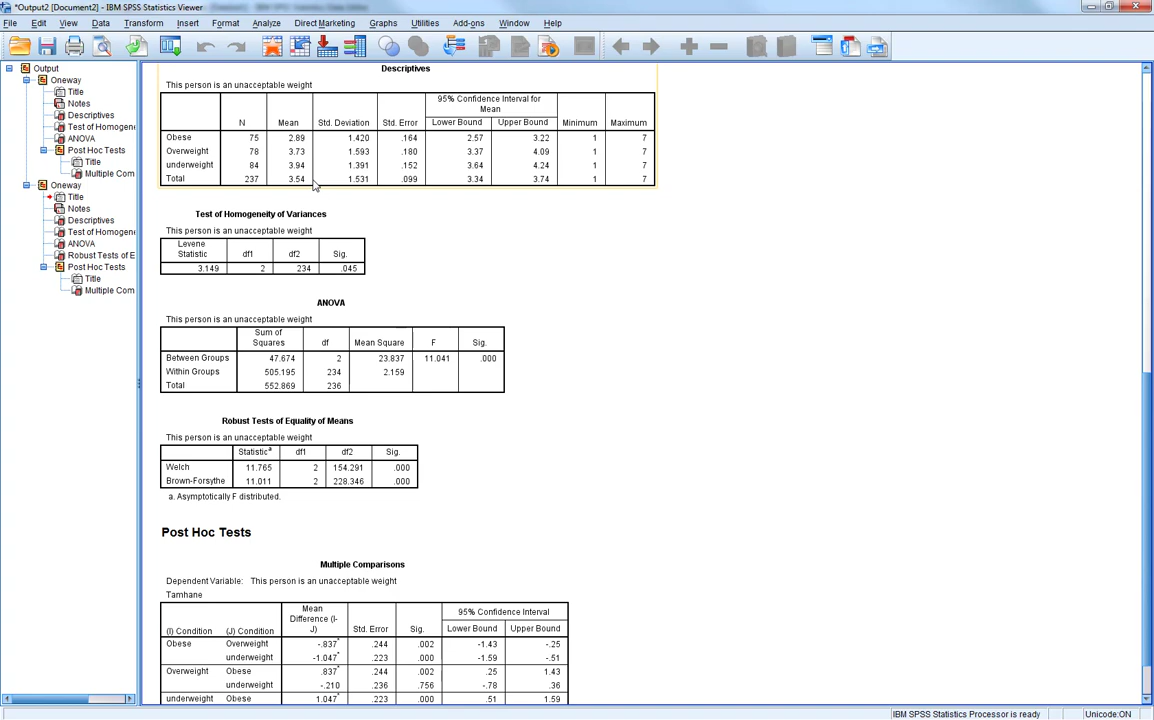 *Output2 [Document2] - IBM SPSS Statistics Viewer
File Edit View Data Transform Insert Format Analyze Direct Marketing Graphs Utilities Add-ons Window Help
Output
Oneway
Title
Notes
Descriptives
Test of Homogene
ANOVA
Post Hoc Tests
Title
Multiple Com
Oneway
Title
Notes
Descriptives
Test of Homogene
ANOVA
Robust Tests of E
Post Hoc Tests
Title
Multiple Com
Descriptives
This person is an unacceptable weight
95% Confidence Interval for
Mean
N Mean Std. Deviation Std. Error Lower Bound Upper Bound Minimum Maximum
Obese 75 2.89 1.420 .164 2.57 3.22 1 7
Overweight 78 3.73 1.593 .180 3.37 4.09 1 7
underweight 84 3.94 1.391 .152 3.64 4.24 1 7
Total 237 3.54 1.531 .099 3.34 3.74 1 7
Test of Homogeneity of Variances
This person is an unacceptable weight
Levene
Statistic df1 df2 Sig.
3.149 2 234 .045
ANOVA
This person is an unacceptable weight
Sum of
Squares df Mean Square F Sig.
Between Groups 47.674 2 23.837 11.041 .000
Within Groups 505.195 234 2.159
Total 552.869 236
Robust Tests of Equality of Means
This person is an unacceptable weight
Statistica df1 df2 Sig.
Welch 11.765 2 154.291 .000
Brown-Forsythe 11.011 2 228.346 .000
a. Asymptotically F distributed.
Post Hoc Tests
Multiple Comparisons
Dependent Variable: This person is an unacceptable weight
Tamhane
Mean
Difference (I-
J)
95% Confidence Interval
(I) Condition (J) Condition Std. Error Sig. Lower Bound Upper Bound
Obese Overweight -.837* .244 .002 -1.43 -.25
underweight -1.047* .223 .000 -1.59 -.51
Overweight Obese .837* .244 .002 .25 1.43
underweight -.210 .236 .756 -.78 .36
underweight Obese 1.047* .223 .000 .51 1.59
IBM SPSS Statistics Processor is ready Unicode:ON